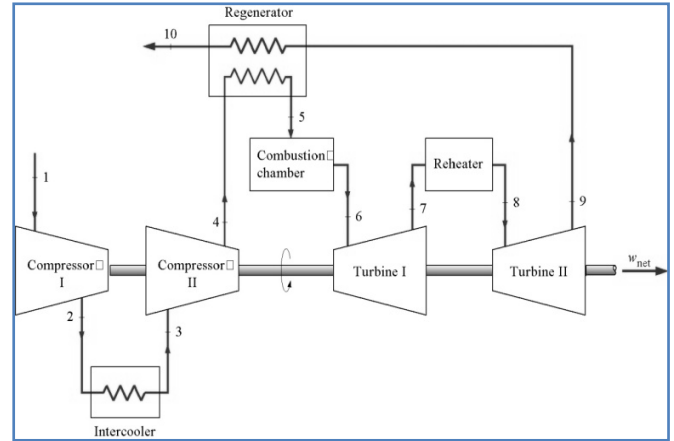 Regenerator
10
5
Combustion□
chamber
Reheater
1
4
6
7
8
9
Compressor□
I
Compressor□
II
Turbine I
Turbine II
wnet
2
3
Intercooler